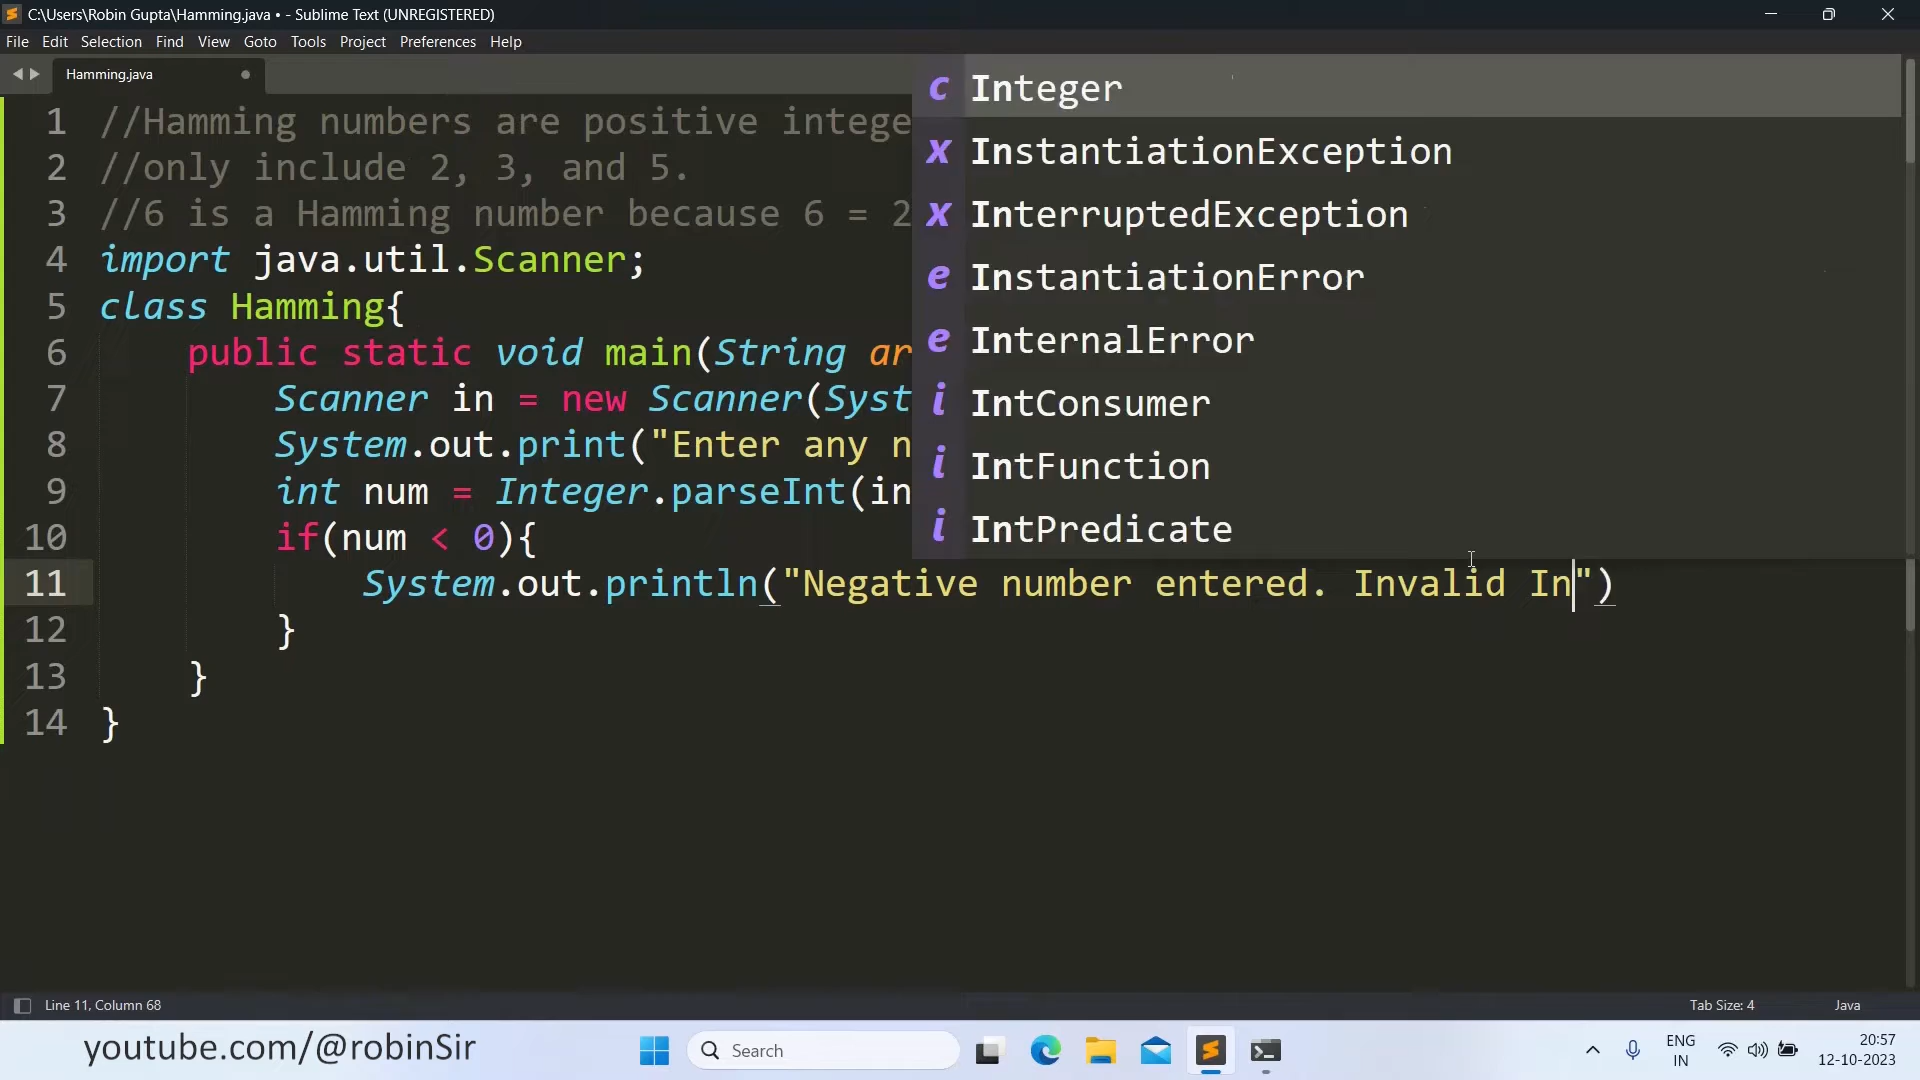 C:\Users\Robin Gupta\Hamming.java • - Sublime Text (UNREGISTERED)
File Edit Selection Find View Goto Tools Project Preferences Help
Hamming.java
1 //Hamming numbers are positive intege
2 //only include 2, 3, and 5.
3 //6 is a Hamming number because 6 = 2
4 import java.util.Scanner;
5 class Hamming{
6 public static void main(String ar
7 Scanner in = new Scanner(Syst
8 System.out.print("Enter any n
9 int num = Integer.parseInt(in
10 if(num < 0){
11 System.out.println("Negative number entered. Invalid In")
12 }
13 }
14 }
c Integer
x InstantiationException
x InterruptedException
e InstantiationError
e InternalError
i IntConsumer
i IntFunction
i IntPredicate
Line 11, Column 68
Tab Size: 4
Java
youtube.com/@robinSir
Search
ENG
IN
20:57
12-10-2023